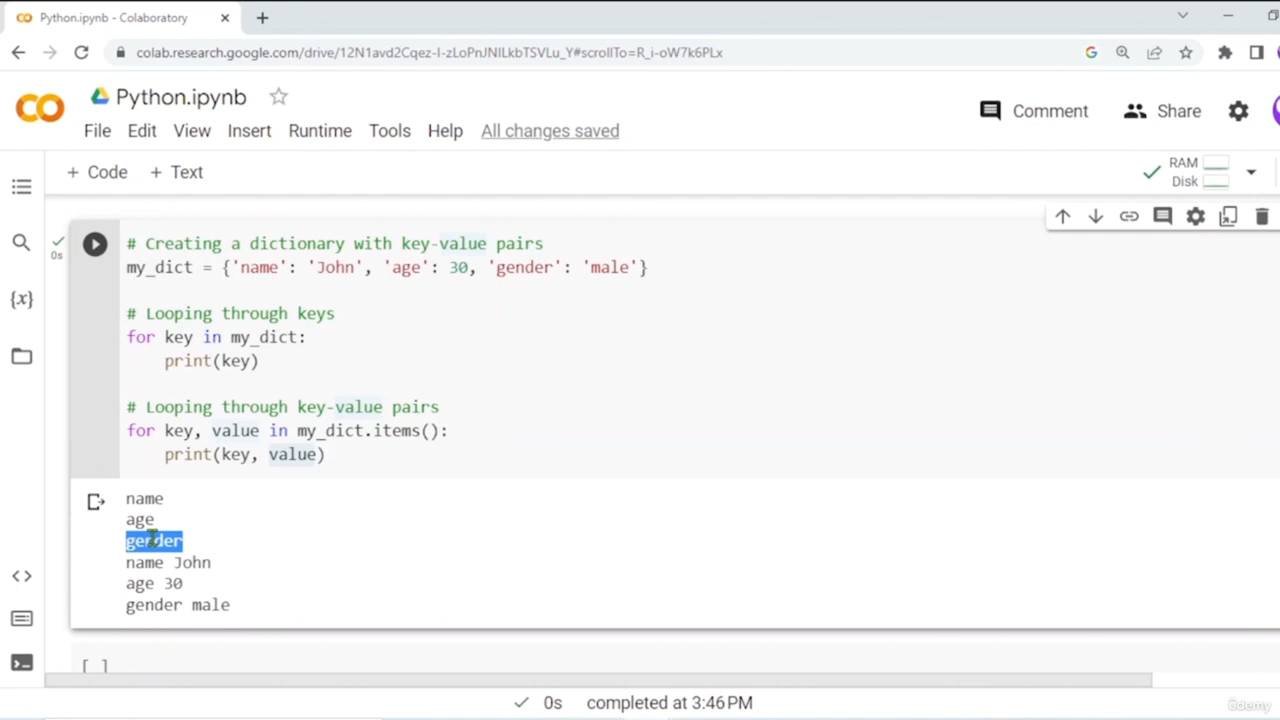 Python.ipynb - Colaboratory
colab.research.google.com/drive/12N1avd2Cqez-I-zLoPnJNlLkbTSVLu_Y#scrollTo=R_i-oW7k6PLx
Python.ipynb
Comment
Share
File Edit View Insert Runtime Tools Help All changes saved
+ Code + Text
RAM
Disk
0s
# Creating a dictionary with key-value pairs
my_dict = {'name': 'John', 'age': 30, 'gender': 'male'}
# Looping through keys
for key in my_dict:
    print(key)
# Looping through key-value pairs
for key, value in my_dict.items():
    print(key, value)
name
age
gender
name John
age 30
gender male
[ ]
0s completed at 3:46 PM
ûdemy